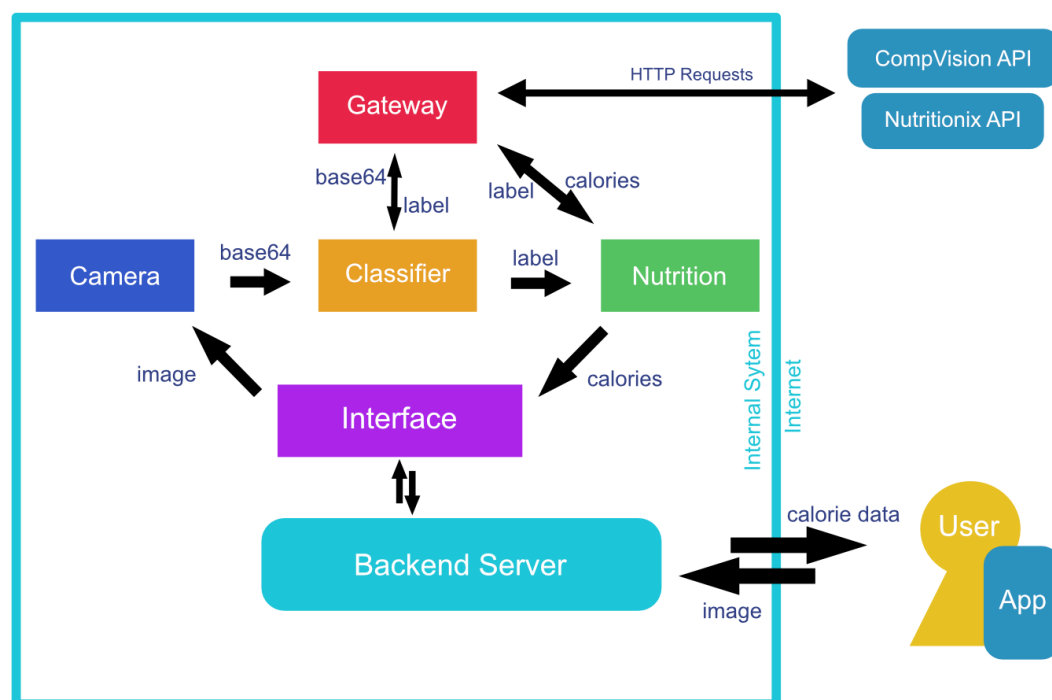 CompVision API
HTTP Requests
Gateway
Nutritionix API
base64
label
label
calories
Camera
base64
Classifier
label
Nutrition
image
calories
Interface
Internal Sytem
Internet
Backend Server
calorie data
image
User
App